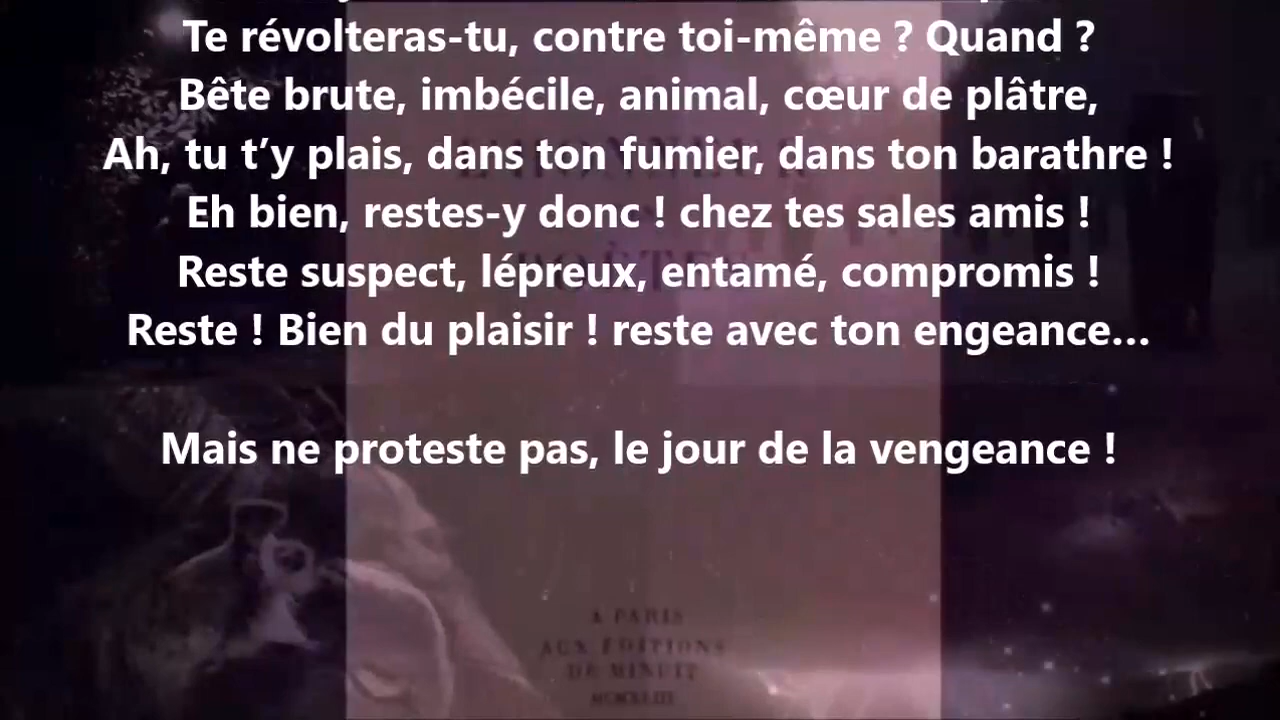 Te révolteras-tu, contre toi-même ? Quand ?
Bête brute, imbécile, animal, cœur de plâtre,
Ah, tu t’y plais, dans ton fumier, dans ton barathre !
Eh bien, restes-y donc ! chez tes sales amis !
POÈTES
Reste suspect, lépreux, entamé, compromis !
Reste ! Bien du plaisir ! reste avec ton engeance…
Mais ne proteste pas, le jour de la vengeance !
A PARIS
AUX ÉDITIONS
DE MINUIT